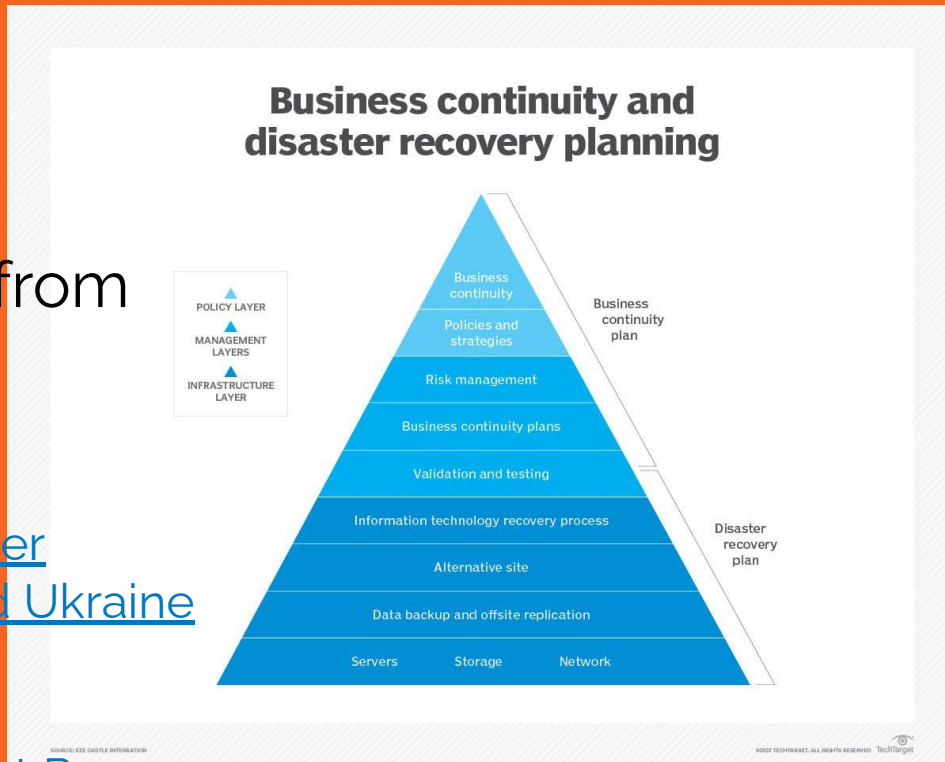 Business continuity and
disaster recovery planning
from
POLICY LAYER
MANAGEMENT
LAYERS
INFRASTRUCTURE
LAYER
Business
continuity
Policies and
strategies
Risk management
Business continuity plans
Validation and testing
Information technology recovery process
Alternative site
Data backup and offsite replication
Servers Storage Network
Business
continuity
plan
Disaster
recovery
plan
er
Ukraine
SOURCE: EZE CASTLE INTEGRATION
©2022 TECHTARGET. ALL RIGHTS RESERVED TechTarget